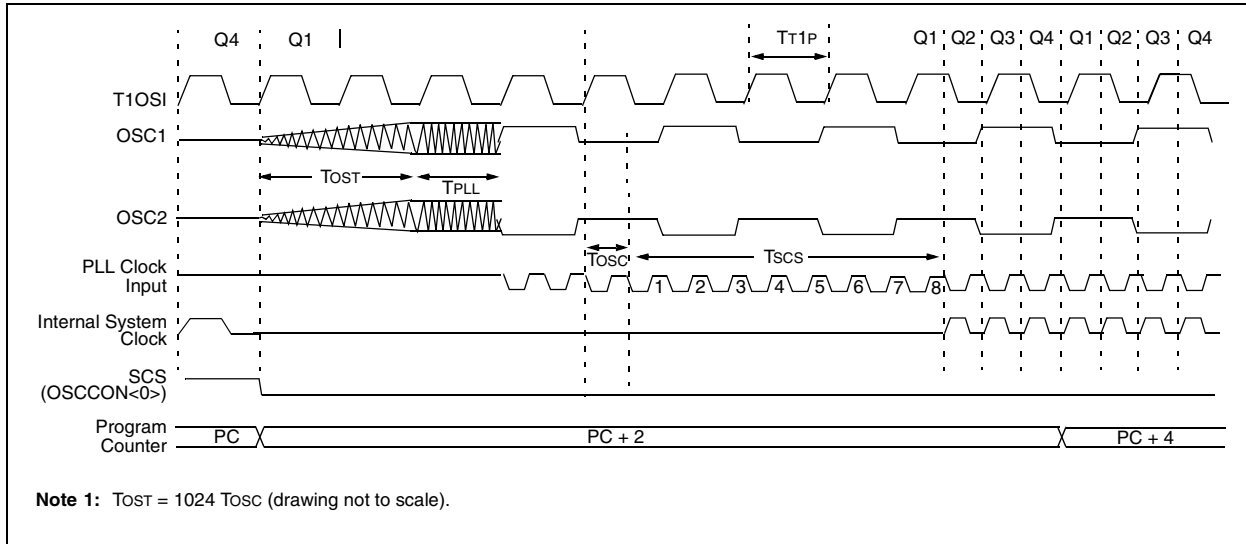 Q4 Q1 TT1P Q1 Q2 Q3 Q4 Q1 Q2 Q3 Q4
T1OSI
OSC1
TOST TPLL
OSC2
TOSC TSCS
PLL Clock
Input
1 2 3 4 5 6 7 8
Internal System
Clock
SCS
(OSCCON<0>)
Program
Counter
PC PC + 2 PC + 4
Note 1: TOST = 1024 TOSC (drawing not to scale).